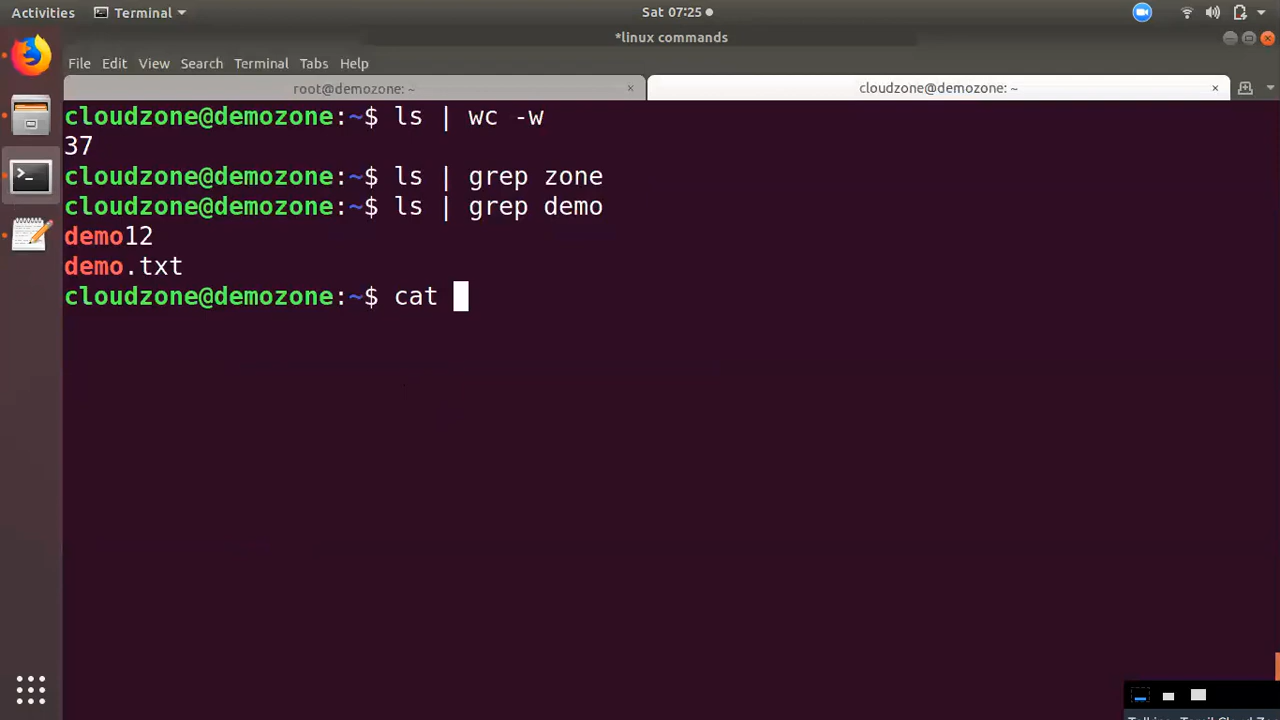 Activities Terminal Sat 07:25
*linux commands
File Edit View Search Terminal Tabs Help
root@demozone: ~ × cloudzone@demozone: ~ ×
cloudzone@demozone:~$ ls | wc -w
37
cloudzone@demozone:~$ ls | grep zone
cloudzone@demozone:~$ ls | grep demo
demo12
demo.txt
cloudzone@demozone:~$ cat